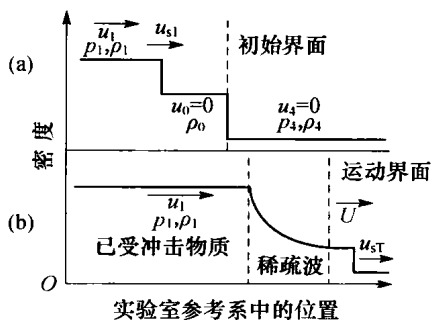 (a)
u₁
p₁,ρ₁
u_s1
初始界面
u₀=0
ρ₀
u₄=0
p₄,ρ₄
密度
(b)
u₁
p₁,ρ₁
已受冲击物质
稀疏波
运动界面
U
u_sT
O
实验室参考系中的位置